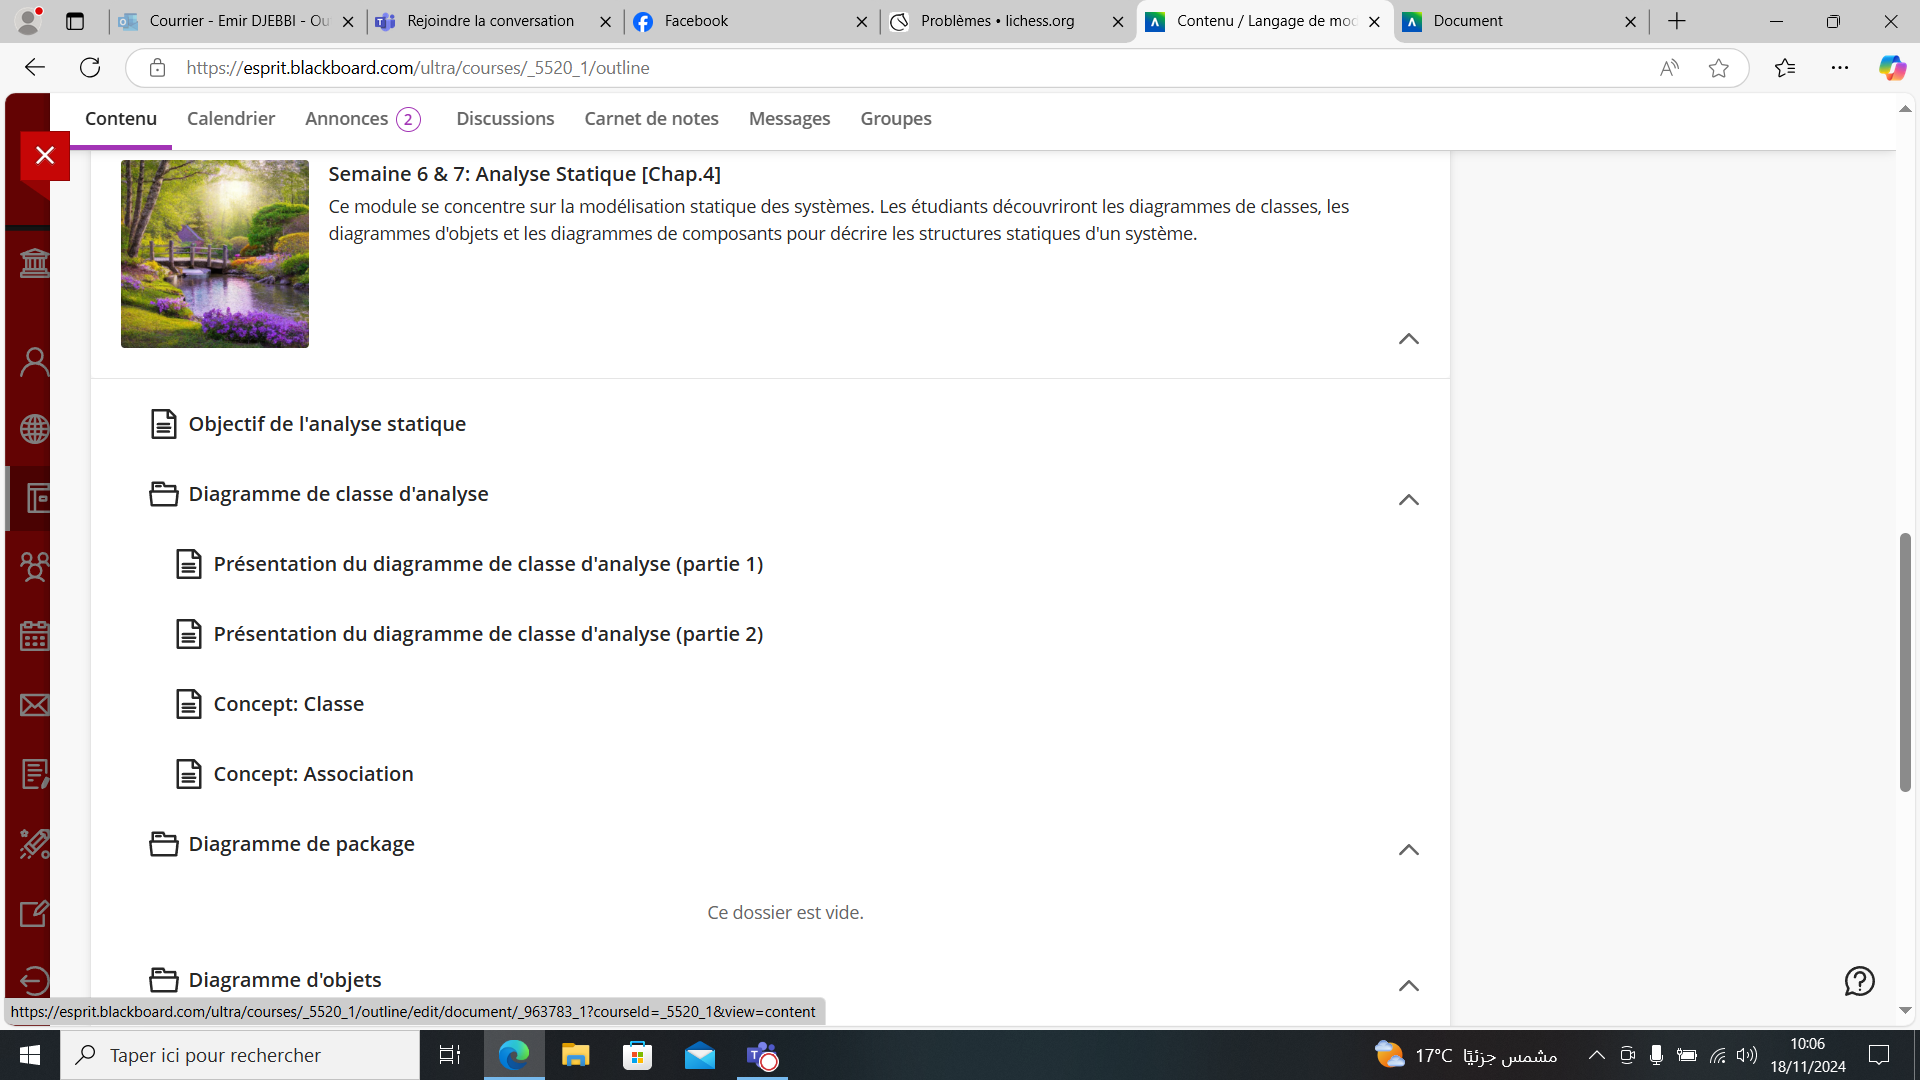 Courrier - Emir DJEBBI - Ou
Rejoindre la conversation
Facebook
Problèmes • lichess.org
Contenu / Langage de mod
Document
https://esprit.blackboard.com/ultra/courses/_5520_1/outline
Contenu
Calendrier
Annonces 2
Discussions
Carnet de notes
Messages
Groupes
Semaine 6 & 7: Analyse Statique [Chap.4]
Ce module se concentre sur la modélisation statique des systèmes. Les étudiants découvriront les diagrammes de classes, les
diagrammes d'objets et les diagrammes de composants pour décrire les structures statiques d'un système.
Objectif de l'analyse statique
Diagramme de classe d'analyse
Présentation du diagramme de classe d'analyse (partie 1)
Présentation du diagramme de classe d'analyse (partie 2)
Concept: Classe
Concept: Association
Diagramme de package
Ce dossier est vide.
Diagramme d'objets
https://esprit.blackboard.com/ultra/courses/_5520_1/outline/edit/document/_963783_1?courseId=_5520_1&view=content
Taper ici pour rechercher
17°C مشمس جزئيًا
10:06
18/11/2024